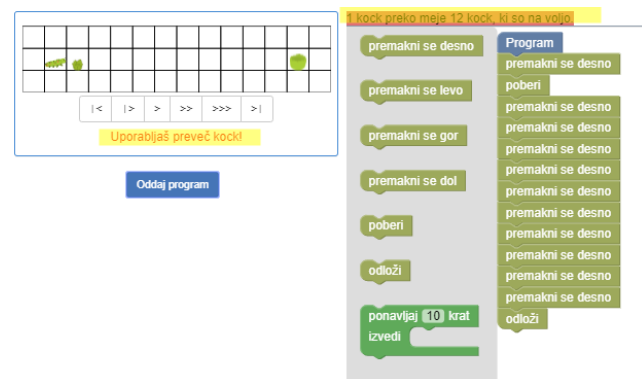 1 kock preko meje 12 kock, ki so na voljo
premakni se desno
premakni se levo
premakni se gor
premakni se dol
poberi
odloži
ponavljaj 10 krat
izvedi
Program
premakni se desno
poberi
premakni se desno
premakni se desno
premakni se desno
premakni se desno
premakni se desno
premakni se desno
premakni se desno
premakni se desno
premakni se desno
premakni se desno
odloži
|<
|>
>
>>
>>>
>|
Uporabljaš preveč kock!
Oddaj program